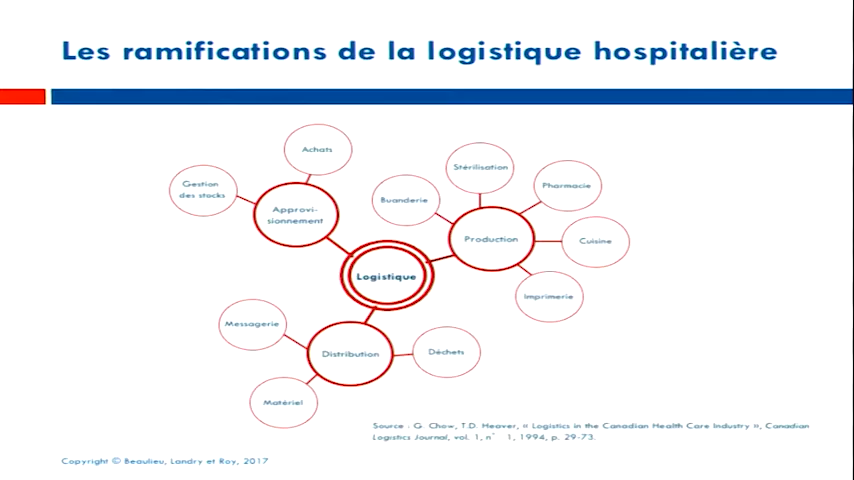 Les ramifications de la logistique hospitalière
Achats
Gestion
des stocks
Approvi-
sionnement
Stérilisation
Pharmacie
Buanderie
Production
Cuisine
Imprimerie
Logistique
Messagerie
Distribution
Déchets
Matériel
Source : G. Chow, T.D. Heaver, « Logistics in the Canadian Health Care Industry », Canadian
Logistics Journal, vol. 1, n° 1, 1994, p. 29-73.
Copyright © Beaulieu, Landry et Roy, 2017